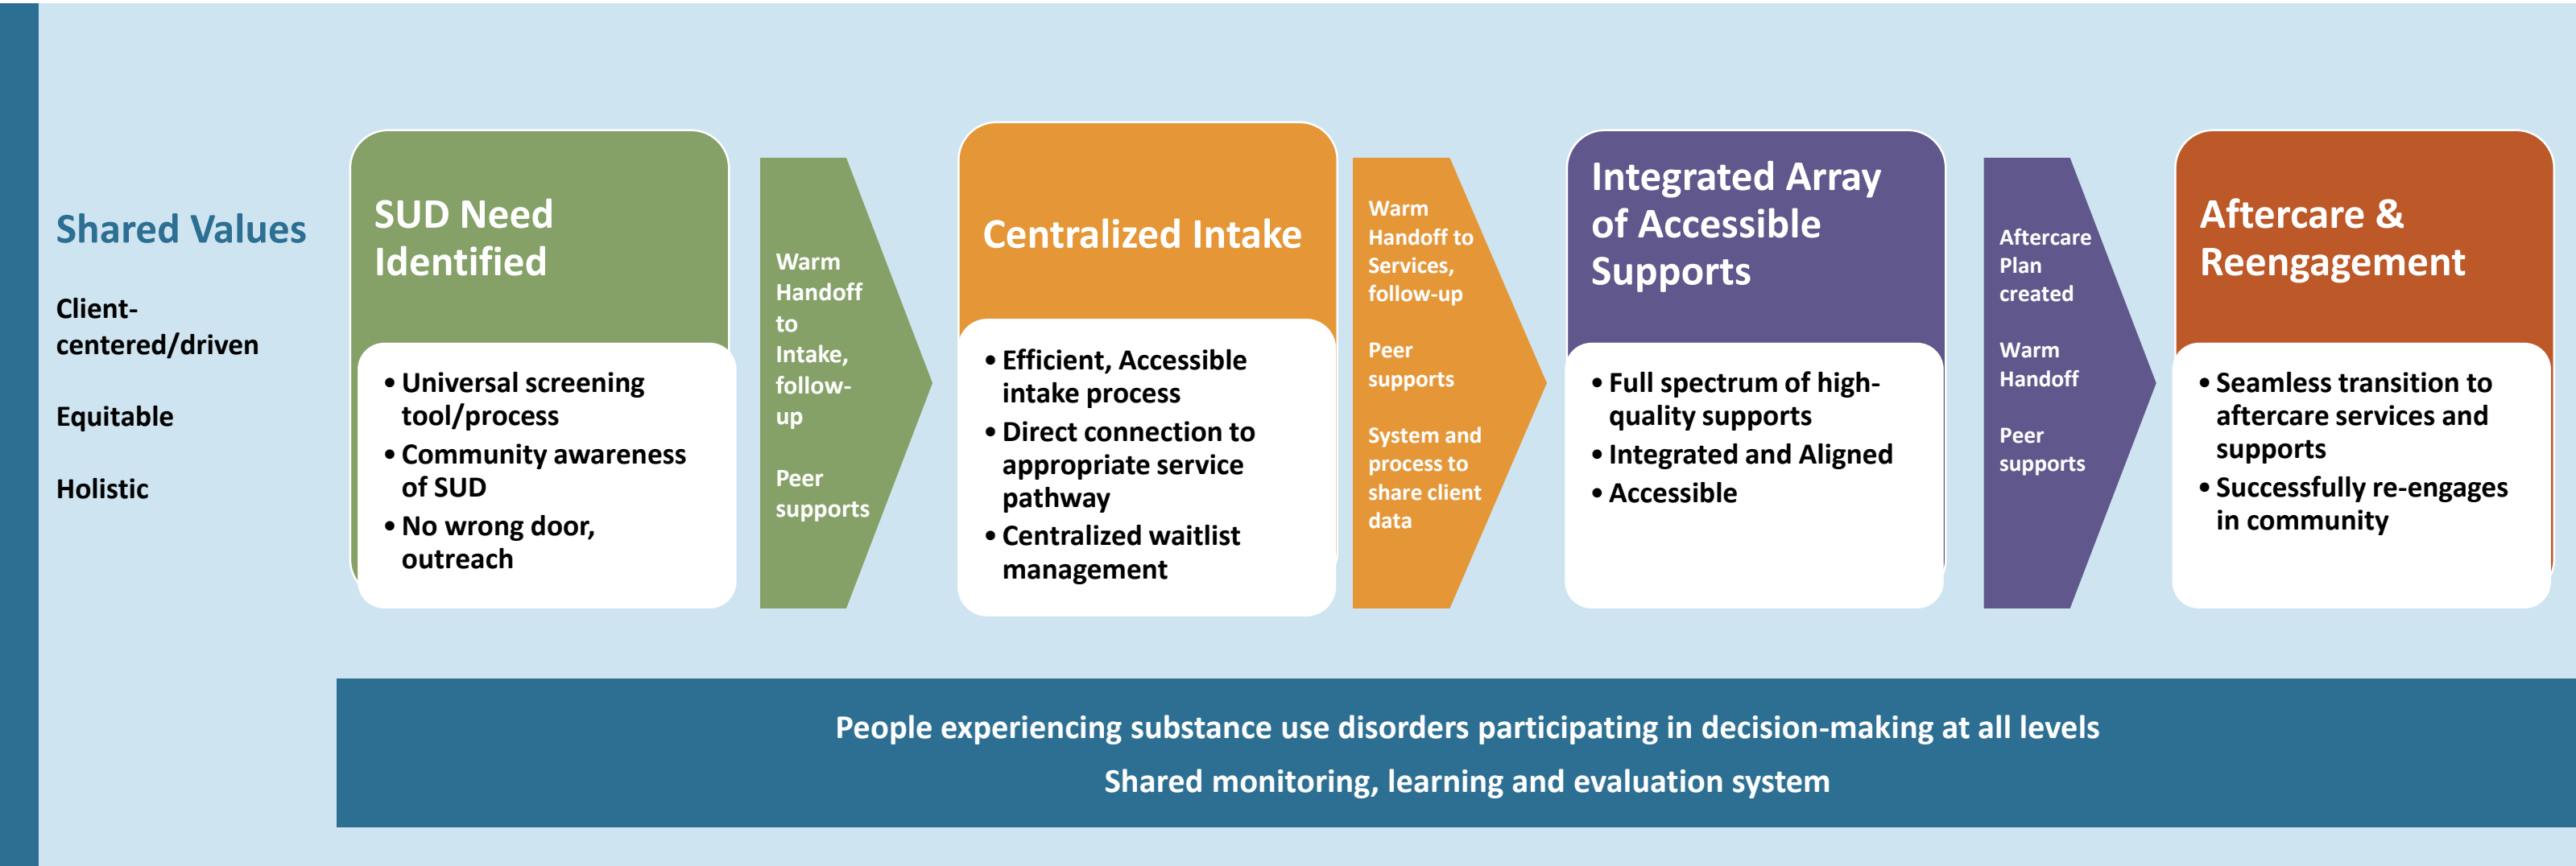 Shared Values
Client-
centered/driven
Equitable
Holistic
SUD Need
Identified
• Universal screening
tool/process
• Community awareness
of SUD
• No wrong door,
outreach
Warm
Handoff
to
Intake,
follow-
up
Peer
supports
Centralized Intake
• Efficient, Accessible
intake process
• Direct connection to
appropriate service
pathway
• Centralized waitlist
management
Warm
Handoff to
Services,
follow-up
Peer
supports
System and
process to
share client
data
Integrated Array
of Accessible
Supports
• Full spectrum of high-
quality supports
• Integrated and Aligned
• Accessible
Aftercare
Plan
created
Warm
Handoff
Peer
supports
Aftercare &
Reengagement
• Seamless transition to
aftercare services and
supports
• Successfully re-engages
in community
People experiencing substance use disorders participating in decision-making at all levels
Shared monitoring, learning and evaluation system